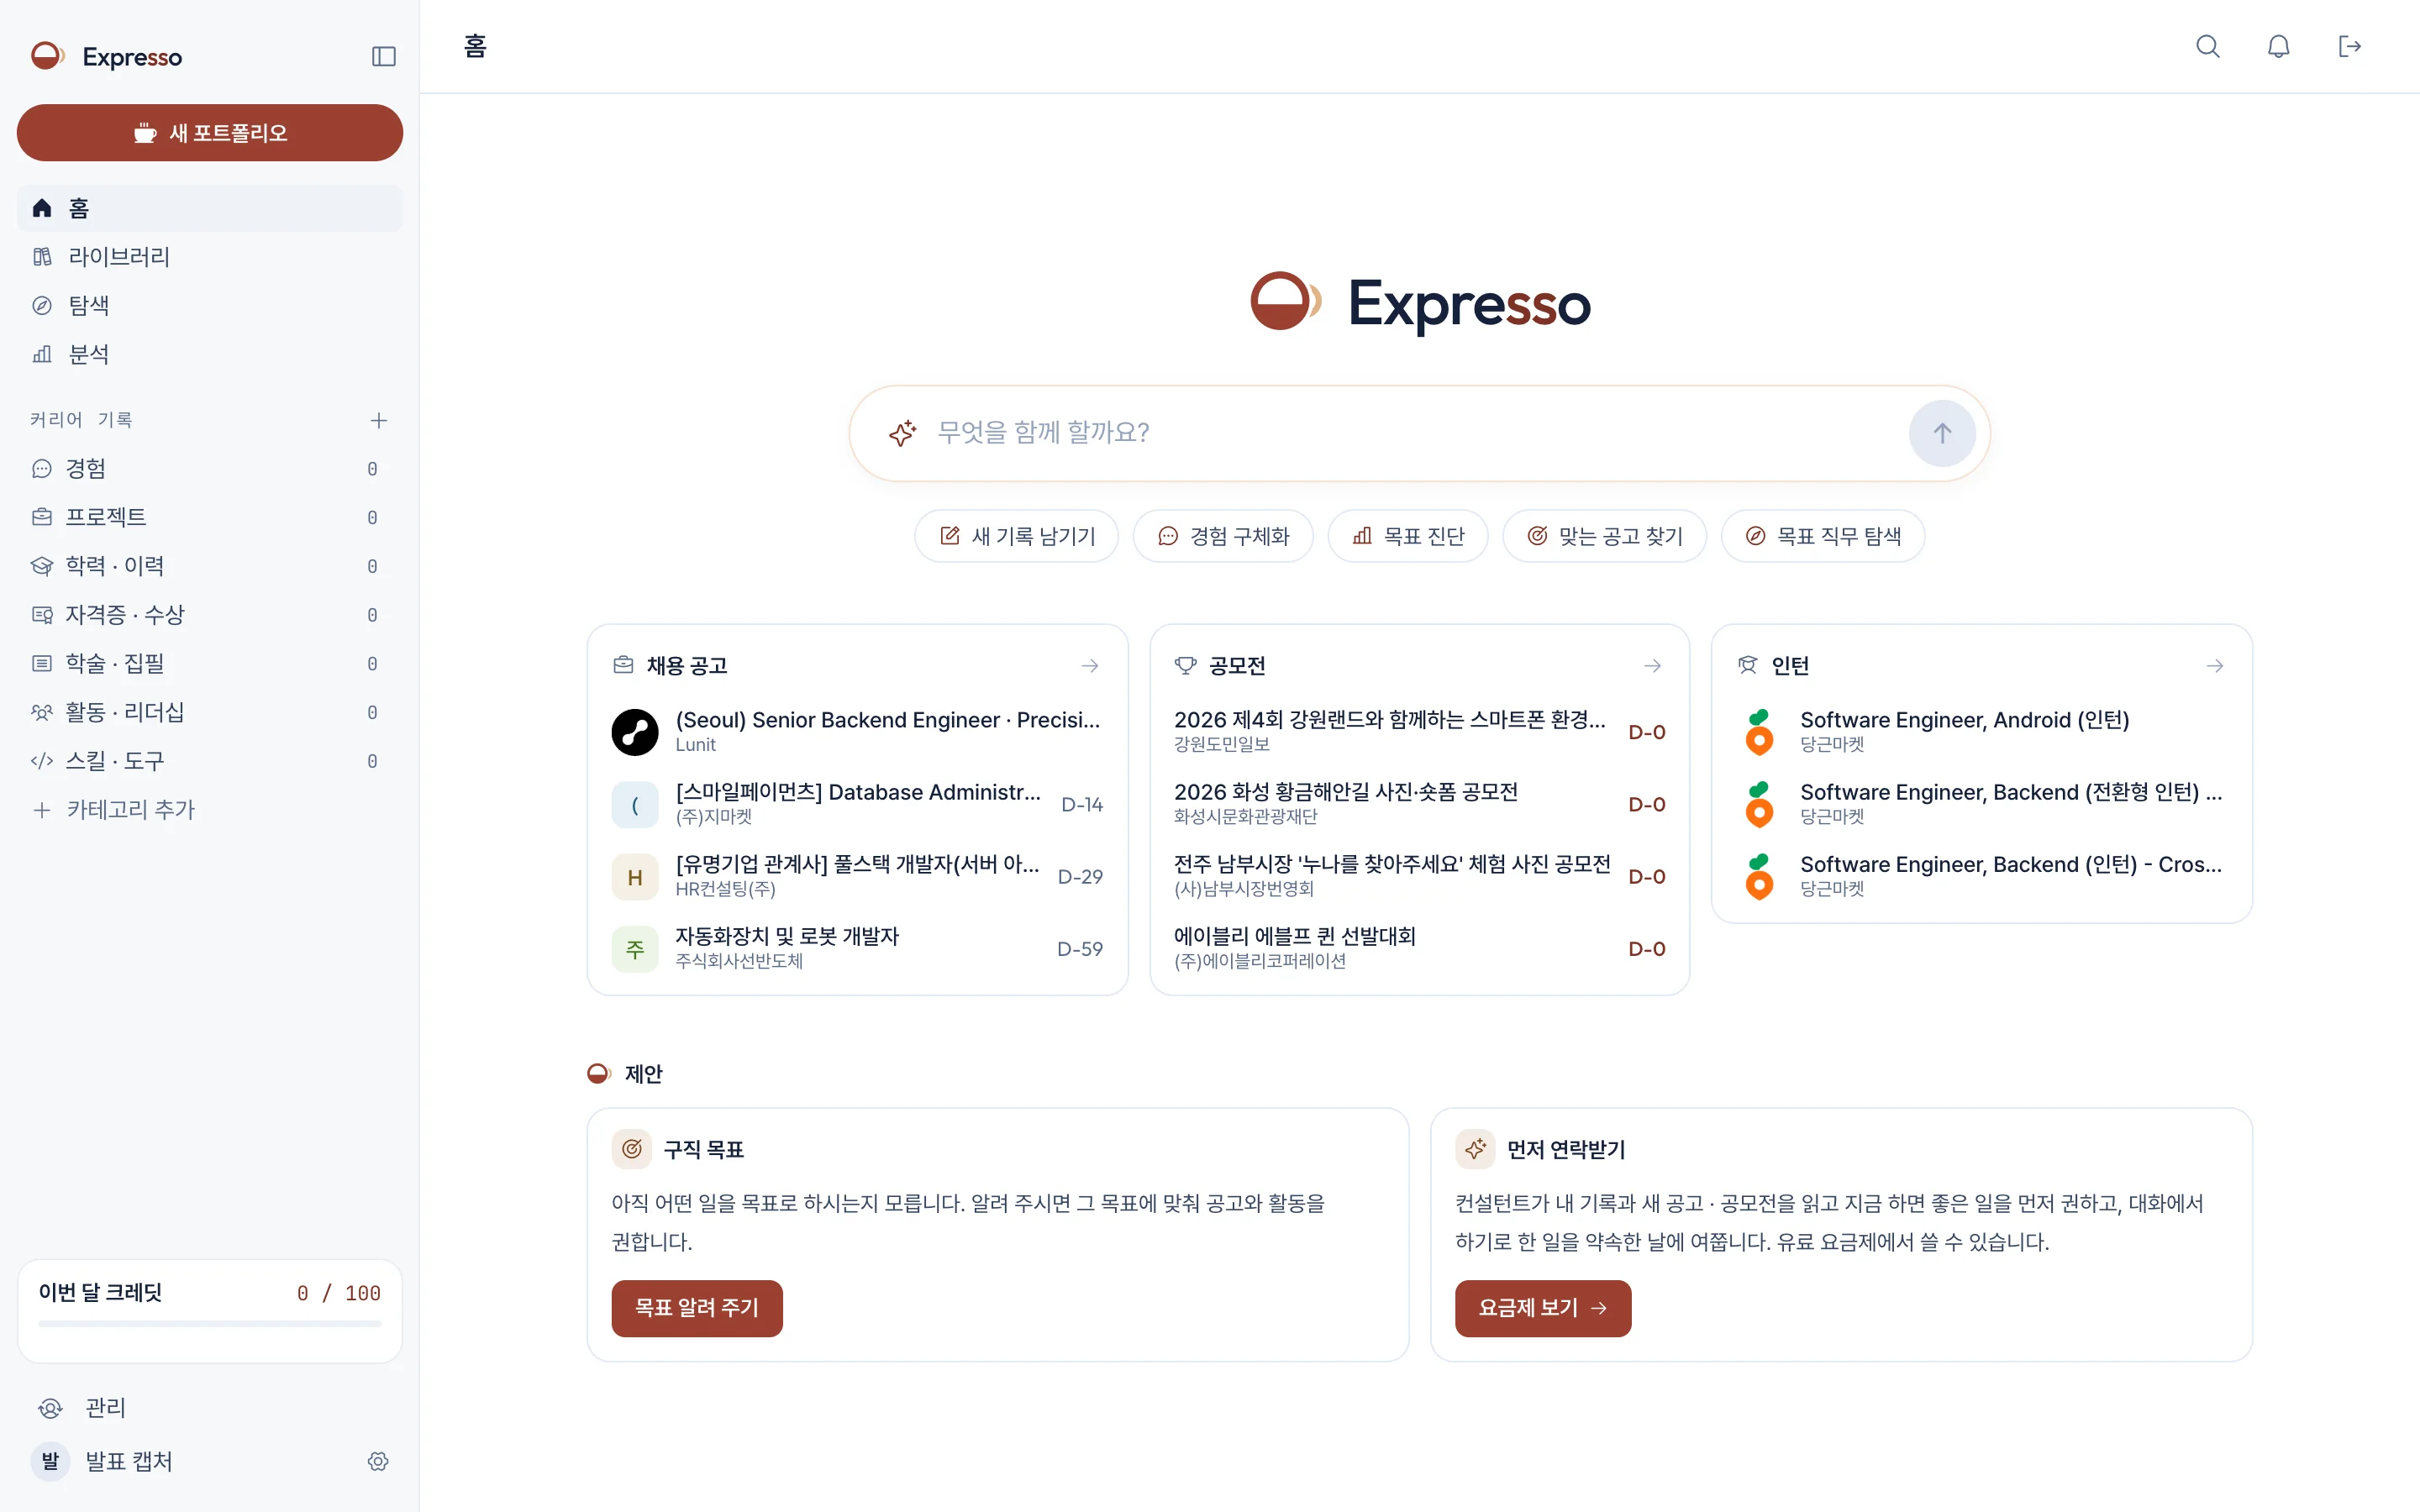 Expresso
새 포트폴리오
홈
라이브러리
탐색
분석
커리어 기록
경험 0
프로젝트 0
학력 · 이력 0
자격증 · 수상 0
학술 · 집필 0
활동 · 리더십 0
스킬 · 도구 0
카테고리 추가
이번 달 크레딧 0 / 100
관리
발 발표 캡처
홈
Expresso
무엇을 함께 할까요?
새 기록 남기기 경험 구체화 목표 진단 맞는 공고 찾기 목표 직무 탐색
채용 공고
(Seoul) Senior Backend Engineer · Precisi...
Lunit
( [스마일페이먼츠] Database Administr... D-14
(주)지마켓
H [유명기업 관계사] 풀스택 개발자(서버 아... D-29
HR컨설팅(주)
주 자동화장치 및 로봇 개발자 D-59
주식회사선반도체
공모전
2026 제4회 강원랜드와 함께하는 스마트폰 환경... D-0
강원도민일보
2026 화성 황금해안길 사진·숏폼 공모전 D-0
화성시문화관광재단
전주 남부시장 '누나를 찾아주세요' 체험 사진 공모전 D-0
(사)남부시장번영회
에이블리 에블프 퀸 선발대회 D-0
(주)에이블리코퍼레이션
인턴
Software Engineer, Android (인턴)
당근마켓
Software Engineer, Backend (전환형 인턴) ...
당근마켓
Software Engineer, Backend (인턴) - Cros...
당근마켓
제안
구직 목표
아직 어떤 일을 목표로 하시는지 모릅니다. 알려 주시면 그 목표에 맞춰 공고와 활동을
권합니다.
목표 알려 주기
먼저 연락받기
컨설턴트가 내 기록과 새 공고 · 공모전을 읽고 지금 하면 좋은 일을 먼저 권하고, 대화에서
하기로 한 일을 약속한 날에 여쭙니다. 유료 요금제에서 쓸 수 있습니다.
요금제 보기